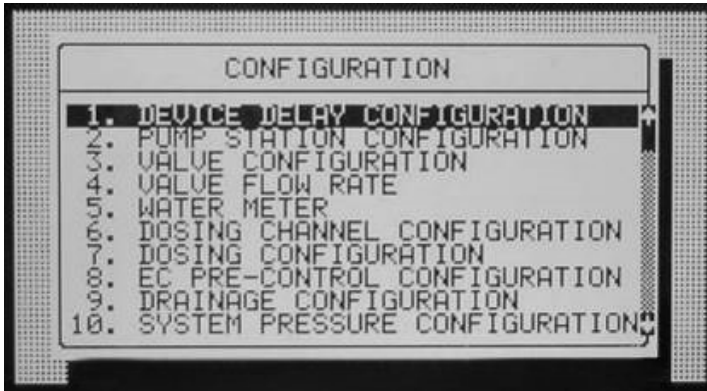 CONFIGURATION
1. DEVICE DELAY CONFIGURATION
2. PUMP STATION CONFIGURATION
3. VALVE CONFIGURATION
4. VALVE FLOW RATE
5. WATER METER
6. DOSING CHANNEL CONFIGURATION
7. DOSING CONFIGURATION
8. EC PRE-CONTROL CONFIGURATION
9. DRAINAGE CONFIGURATION
10. SYSTEM PRESSURE CONFIGURATION